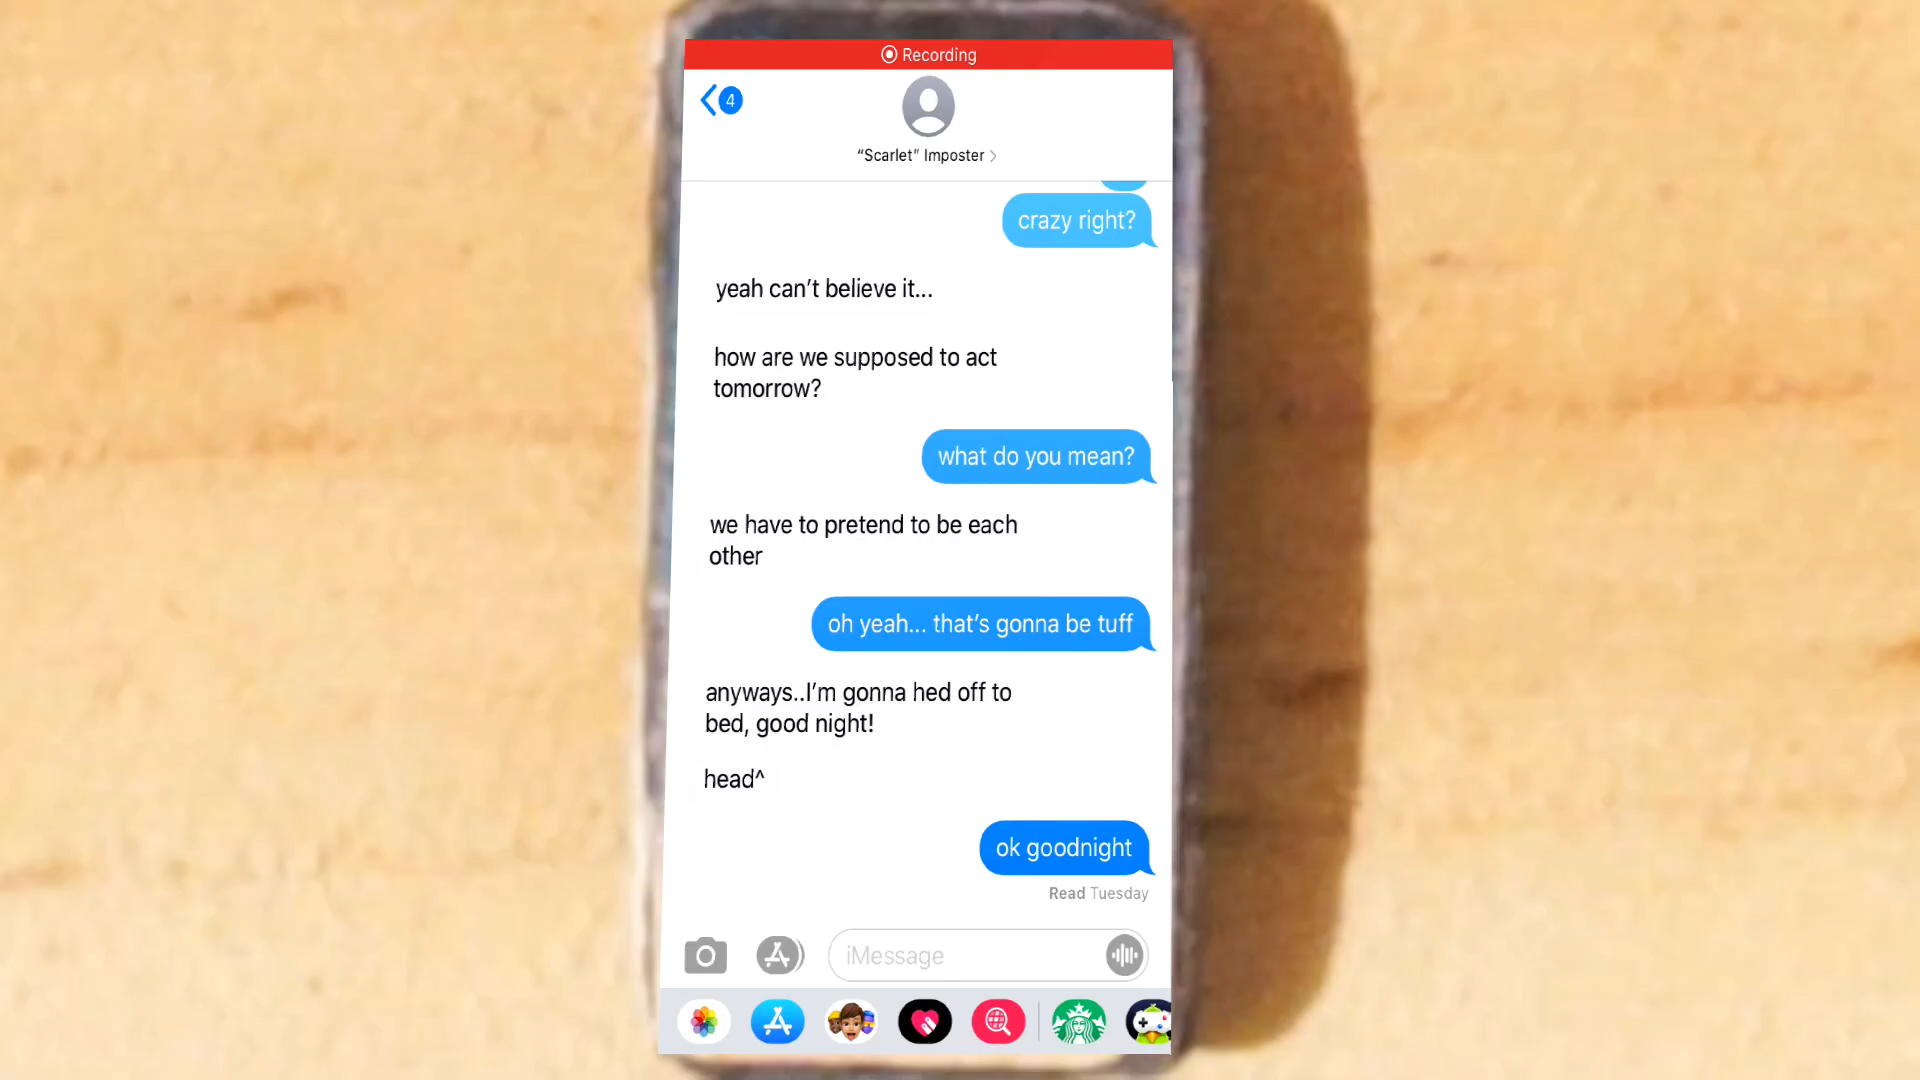 Recording
4
“Scarlet” Imposter
crazy right?
yeah can’t believe it...
how are we supposed to act
tomorrow?
what do you mean?
we have to pretend to be each
other
oh yeah... that’s gonna be tuff
anyways..I’m gonna hed off to
bed, good night!
head^
ok goodnight
Read Tuesday
iMessage